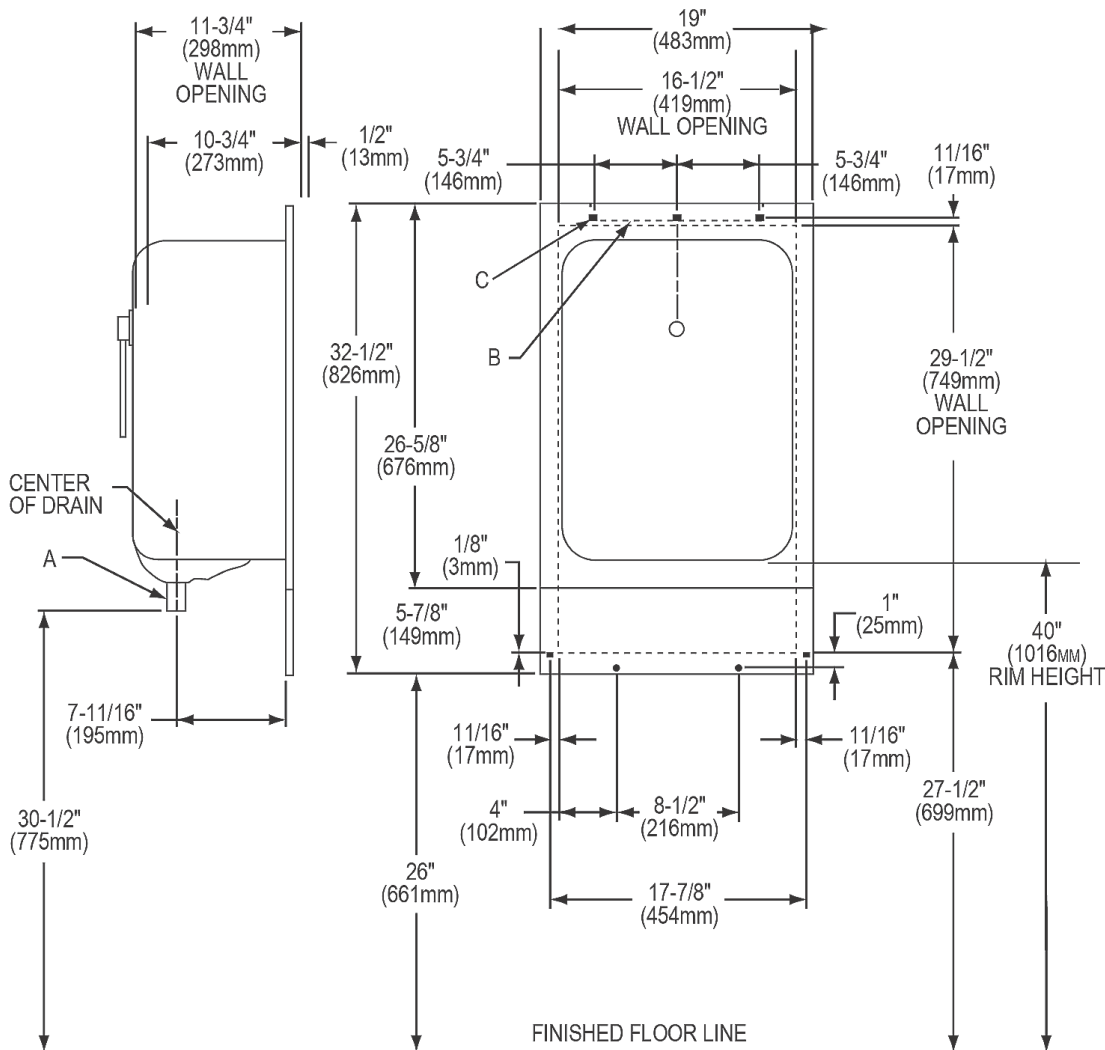 11-3/4"
(298mm)
WALL
OPENING
10-3/4"
(273mm)
1/2"
(13mm)
19"
(483mm)
16-1/2"
(419mm)
WALL OPENING
5-3/4"
(146mm)
5-3/4"
(146mm)
11/16"
(17mm)
C
B
32-1/2"
(826mm)
29-1/2"
(749mm)
WALL
OPENING
26-5/8"
(676mm)
CENTER
OF DRAIN
A
1/8"
(3mm)
5-7/8"
(149mm)
1"
(25mm)
40"
(1016MM)
RIM HEIGHT
7-11/16"
(195mm)
11/16"
(17mm)
11/16"
(17mm)
4"
(102mm)
8-1/2"
(216mm)
27-1/2"
(699mm)
30-1/2"
(775mm)
26"
(661mm)
17-7/8"
(454mm)
FINISHED FLOOR LINE